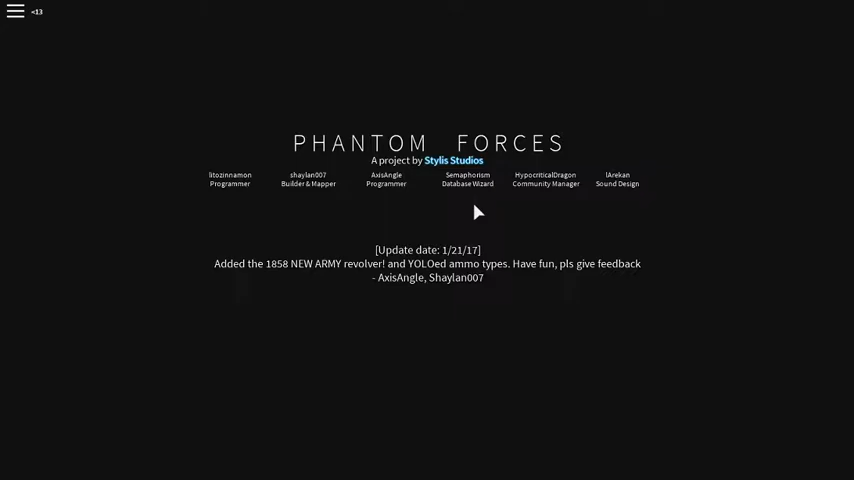 <13
PHANTOM FORCES
A project by Stylis Studios
litozinnamon shaylan007 AxisAngle Semaphorism HypocriticalDragon lArekan
Programmer Builder & Mapper Programmer Database Wizard Community Manager Sound Design
[Update date: 1/21/17]
Added the 1858 NEW ARMY revolver! and YOLOed ammo types. Have fun, pls give feedback
- AxisAngle, Shaylan007